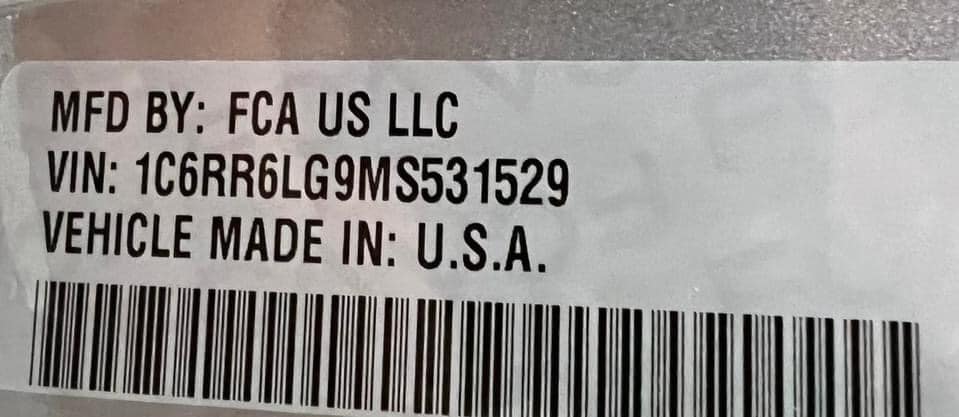 MFD BY: FCA US LLC
VIN: 1C6RR6LG9MS531529
VEHICLE MADE IN: U.S.A.